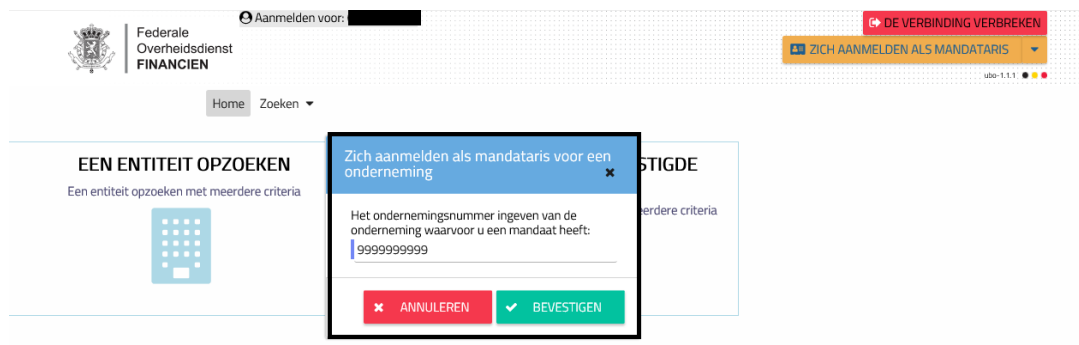 Aanmelden voor:
DE VERBINDING VERBREKEN
Federale
Overheidsdienst
FINANCIEN
ZICH AANMELDEN ALS MANDATARIS
ubo-1.1.1
Home Zoeken
EEN ENTITEIT OPZOEKEN
Een entiteit opzoeken met meerdere criteria
Zich aanmelden als mandataris voor een
onderneming
STIGDE
eerdere criteria
Het ondernemingsnummer ingeven van de
onderneming waarvoor u een mandaat heeft:
9999999999
ANNULEREN BEVESTIGEN